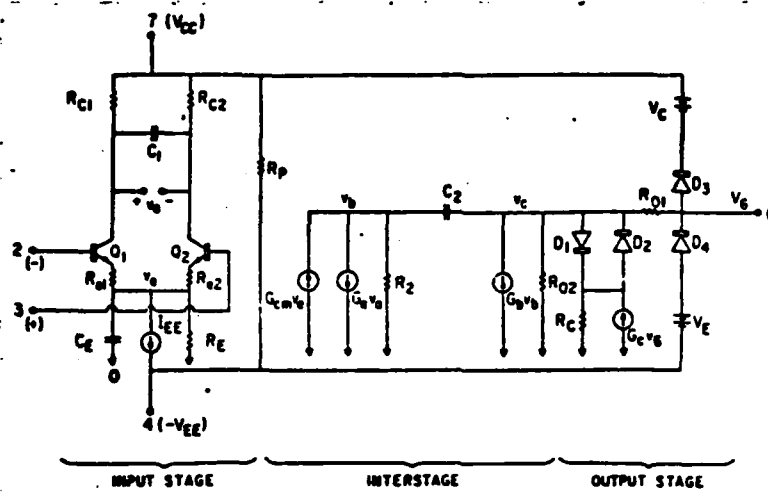 7 (VCC)
RC1
RC2
C1
+ va -
RP
VC
D3
vb
C2
vc
RO1
V6
2
(-)
Q1
Q2
Re1
ve
Re2
3
(+)
IEE
CE
RE
0
Gcmve
Gava
R2
Gbvb
RO2
D1
D2
D4
RC
Gcv6
VE
4 (-VEE)
INPUT STAGE
INTERSTAGE
OUTPUT STAGE